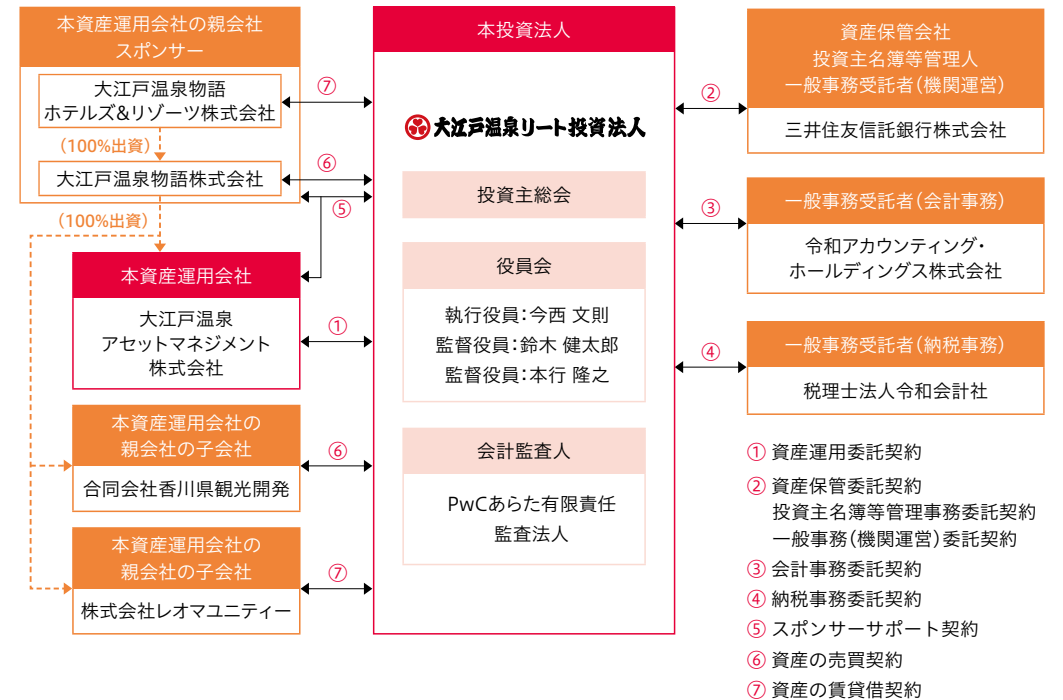 本資産運用会社の親会社
スポンサー
大江戸温泉物語
ホテルズ&リゾーツ株式会社
(100%出資)
大江戸温泉物語株式会社
(100%出資)
⑦
⑥
⑤
本資産運用会社
大江戸温泉
アセットマネジメント
株式会社
①
本資産運用会社の
親会社の子会社
合同会社香川県観光開発
⑥
本資産運用会社の
親会社の子会社
株式会社レオマユニティー
⑦
本投資法人
大江戸温泉リート投資法人
投資主総会
役員会
執行役員:今西 文則
監督役員:鈴木 健太郎
監督役員:本行 隆之
会計監査人
PwCあらた有限責任
監査法人
②
資産保管会社
投資主名簿等管理人
一般事務受託者(機関運営)
三井住友信託銀行株式会社
③
一般事務受託者(会計事務)
令和アカウンティング・
ホールディングス株式会社
④
一般事務受託者(納税事務)
税理士法人令和会計社
① 資産運用委託契約
② 資産保管委託契約
投資主名簿等管理事務委託契約
一般事務(機関運営)委託契約
③ 会計事務委託契約
④ 納税事務委託契約
⑤ スポンサーサポート契約
⑥ 資産の売買契約
⑦ 資産の賃貸借契約